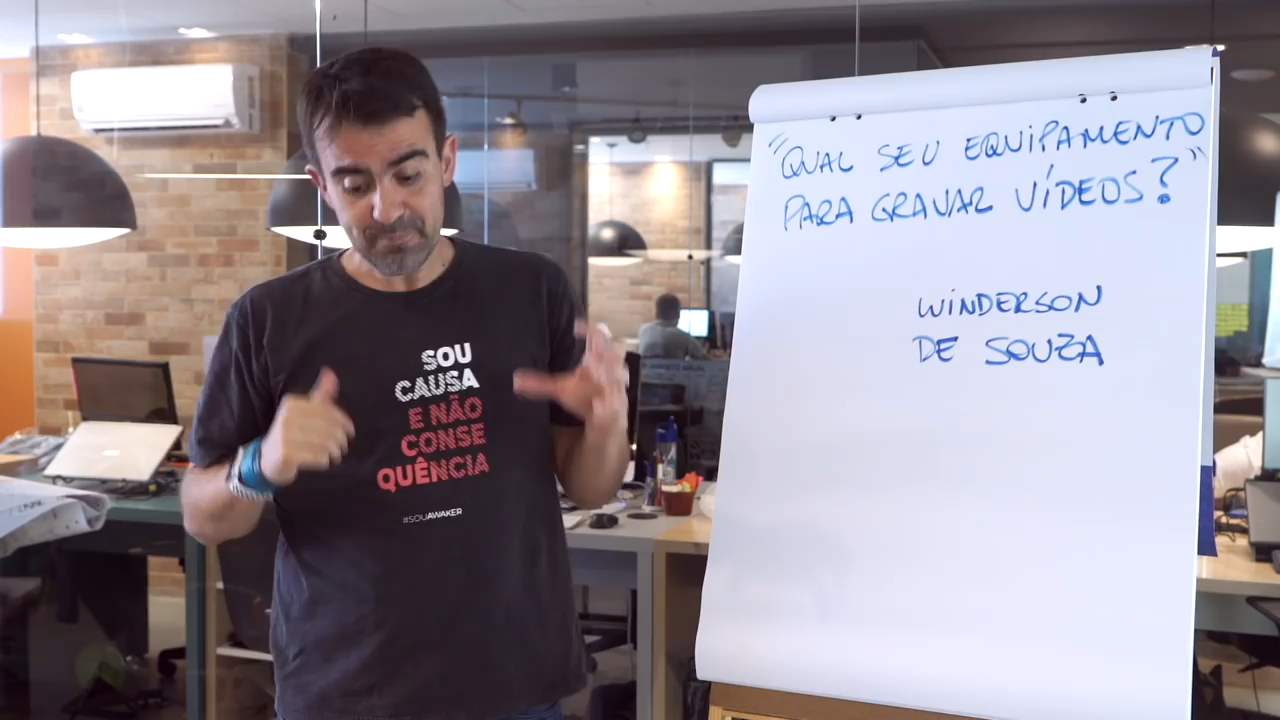 "QUAL SEU EQUIPAMENTO
PARA GRAVAR VÍDEOS?"
WINDERSON
DE SOUZA
SOU
CAUSA
E NÃO
CONSE
QUÊNCIA
#SOUAWAKER